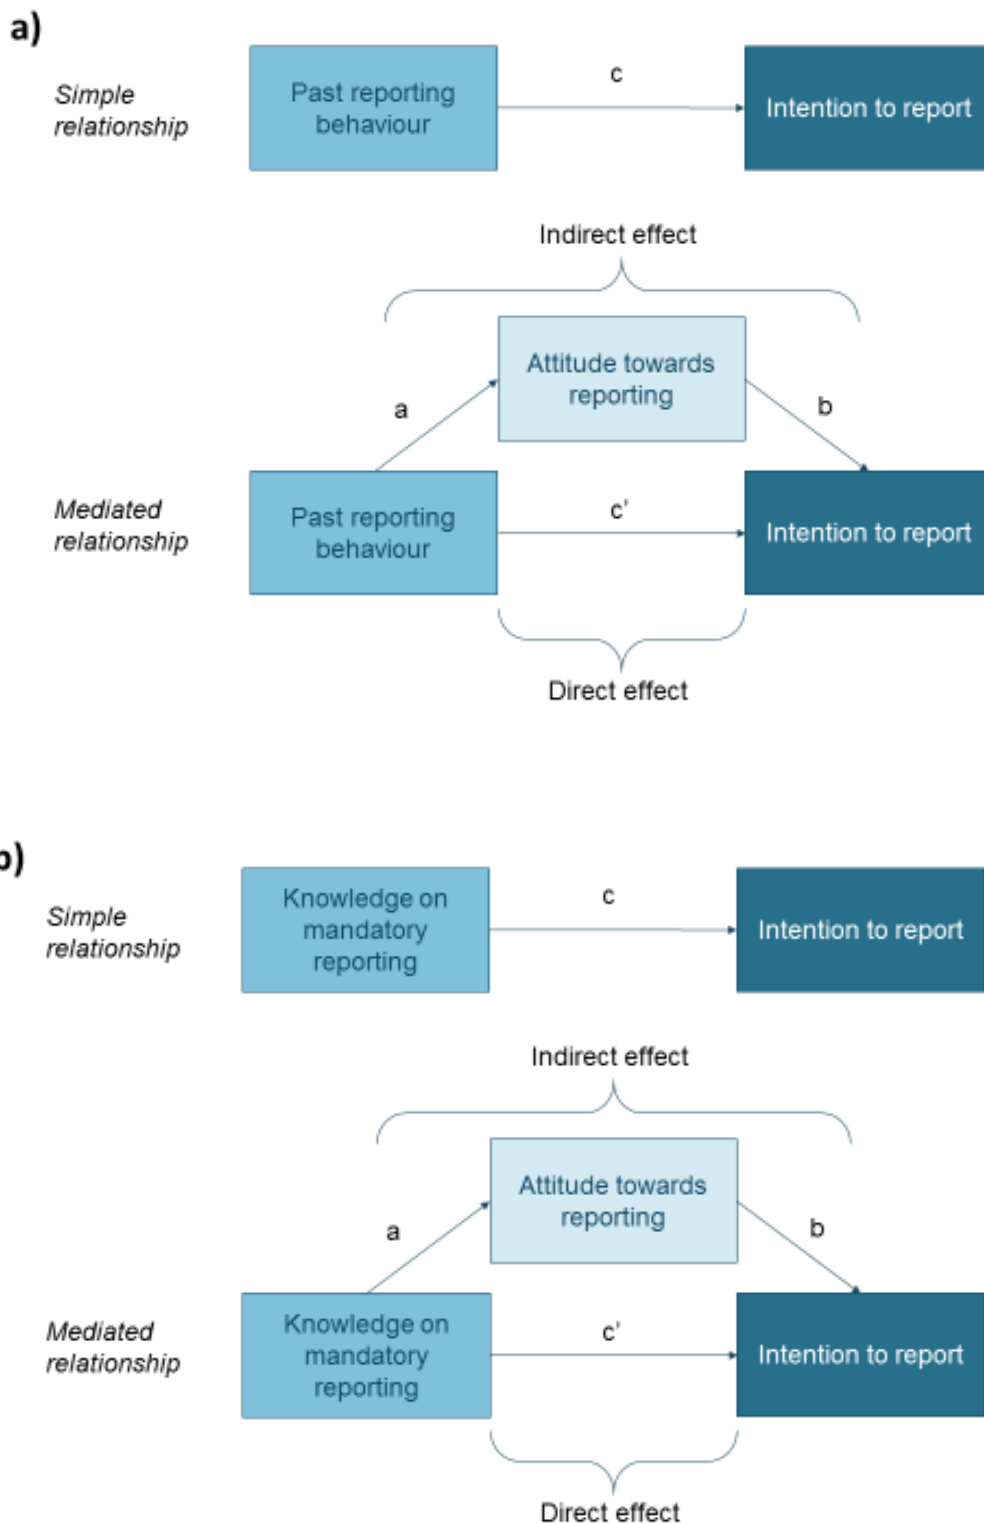 a)
Simple
relationship
Past reporting
behaviour
c
Intention to report
Indirect effect
Attitude towards
reporting
a
b
Mediated
relationship
Past reporting
behaviour
c'
Intention to report
Direct effect
b)
Simple
relationship
Knowledge on
mandatory
reporting
c
Intention to report
Indirect effect
Attitude towards
reporting
a
b
Mediated
relationship
Knowledge on
mandatory
reporting
c'
Intention to report
Direct effect